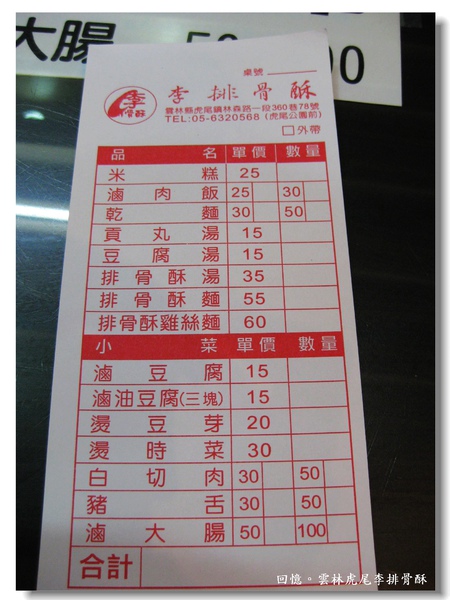 大腸 50 100
桌號
李 排骨酥
李排骨酥
雲林縣虎尾鎮林森路一段360巷78號
TEL:05-6320568 (虎尾公園前)
□外帶
品名 單價 數量
米糕 25
滷肉飯 25 30
乾麵 30 50
貢丸湯 15
豆腐湯 15
排骨酥湯 35
排骨酥麵 55
排骨酥雞絲麵 60
小菜 單價 數量
滷豆腐 15
滷油豆腐(三塊) 15
燙豆芽 20
燙時菜 30
白切肉 30 50
豬舌 30 50
滷大腸 50 100
合計
回憶。雲林虎尾李排骨酥